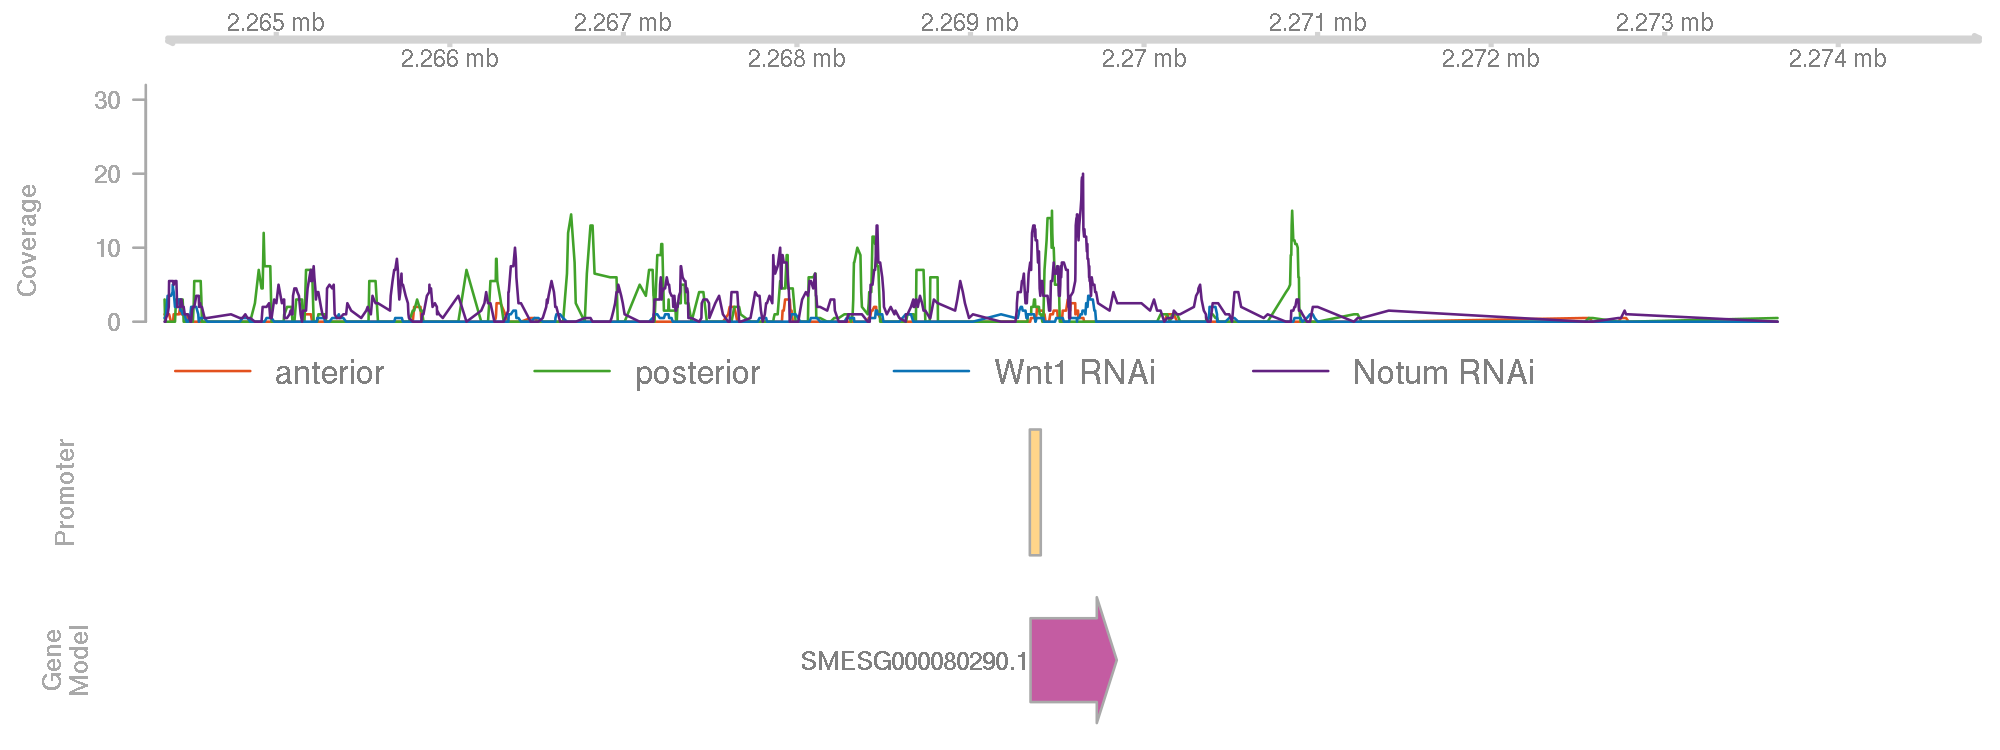 2.265 mb 2.267 mb 2.269 mb 2.271 mb 2.273 mb
2.266 mb 2.268 mb 2.27 mb 2.272 mb 2.274 mb
30
20
10
0
Coverage
anterior posterior Wnt1 RNAi Notum RNAi
Promoter
Gene
Model
SMESG000080290.1